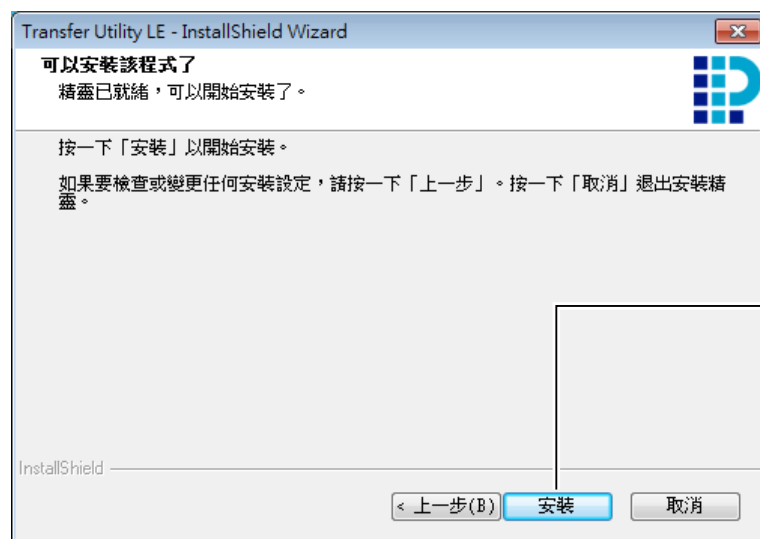 Transfer Utility LE - InstallShield Wizard
可以安裝該程式了
精靈已就緒，可以開始安裝了。
按一下「安裝」以開始安裝。
如果要檢查或變更任何安裝設定，請按一下「上一步」。按一下「取消」退出安裝精
靈。
InstallShield
< 上一步(B)
安裝
取消